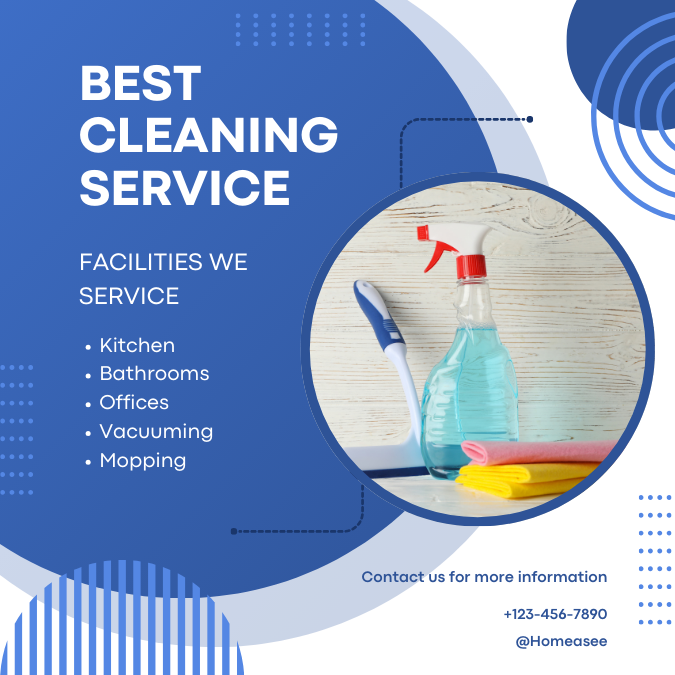 BEST
CLEANING
SERVICE
FACILITIES WE
SERVICE
• Kitchen
• Bathrooms
• Offices
• Vacuuming
• Mopping
Contact us for more information
+123-456-7890
@Homeasee